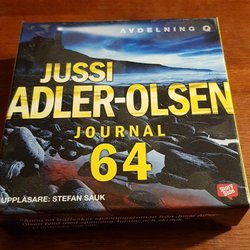 AVDELNING Q
JUSSI
ADLER-OLSEN
JOURNAL
64
UPPLÄSARE: STEFAN SAUK